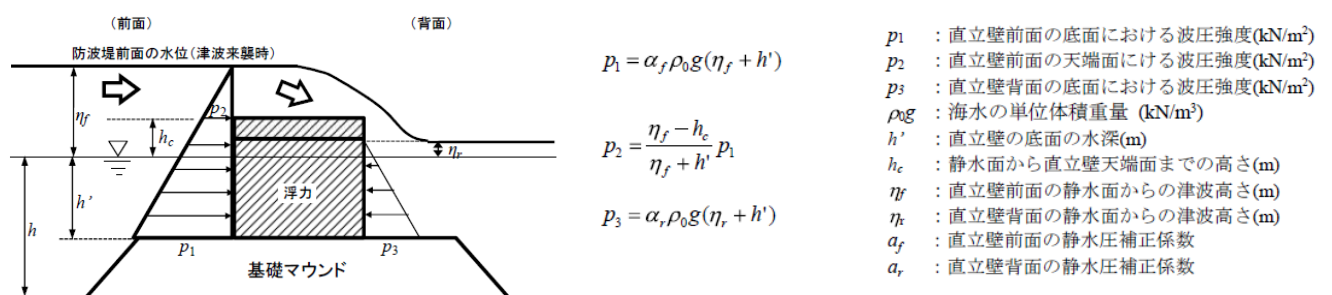 (前面)
(背面)
防波堤前面の水位(津波来襲時)
p2
ηf
hc
ηr
浮力
h'
h
p1
p3
基礎マウンド
p1 = αfρ0g(ηf + h')
p2 = (ηf − hc)/(ηf + h') p1
p3 = αrρ0g(ηr + h')
p1 : 直立壁前面の底面における波圧強度(kN/m²)
p2 : 直立壁前面の天端面における波圧強度(kN/m²)
p3 : 直立壁背面の底面における波圧強度(kN/m²)
ρ0g : 海水の単位体積重量 (kN/m³)
h' : 直立壁の底面の水深(m)
hc : 静水面から直立壁天端面までの高さ(m)
ηf : 直立壁前面の静水面からの津波高さ(m)
ηr : 直立壁背面の静水面からの津波高さ(m)
af : 直立壁前面の静水圧補正係数
ar : 直立壁背面の静水圧補正係数